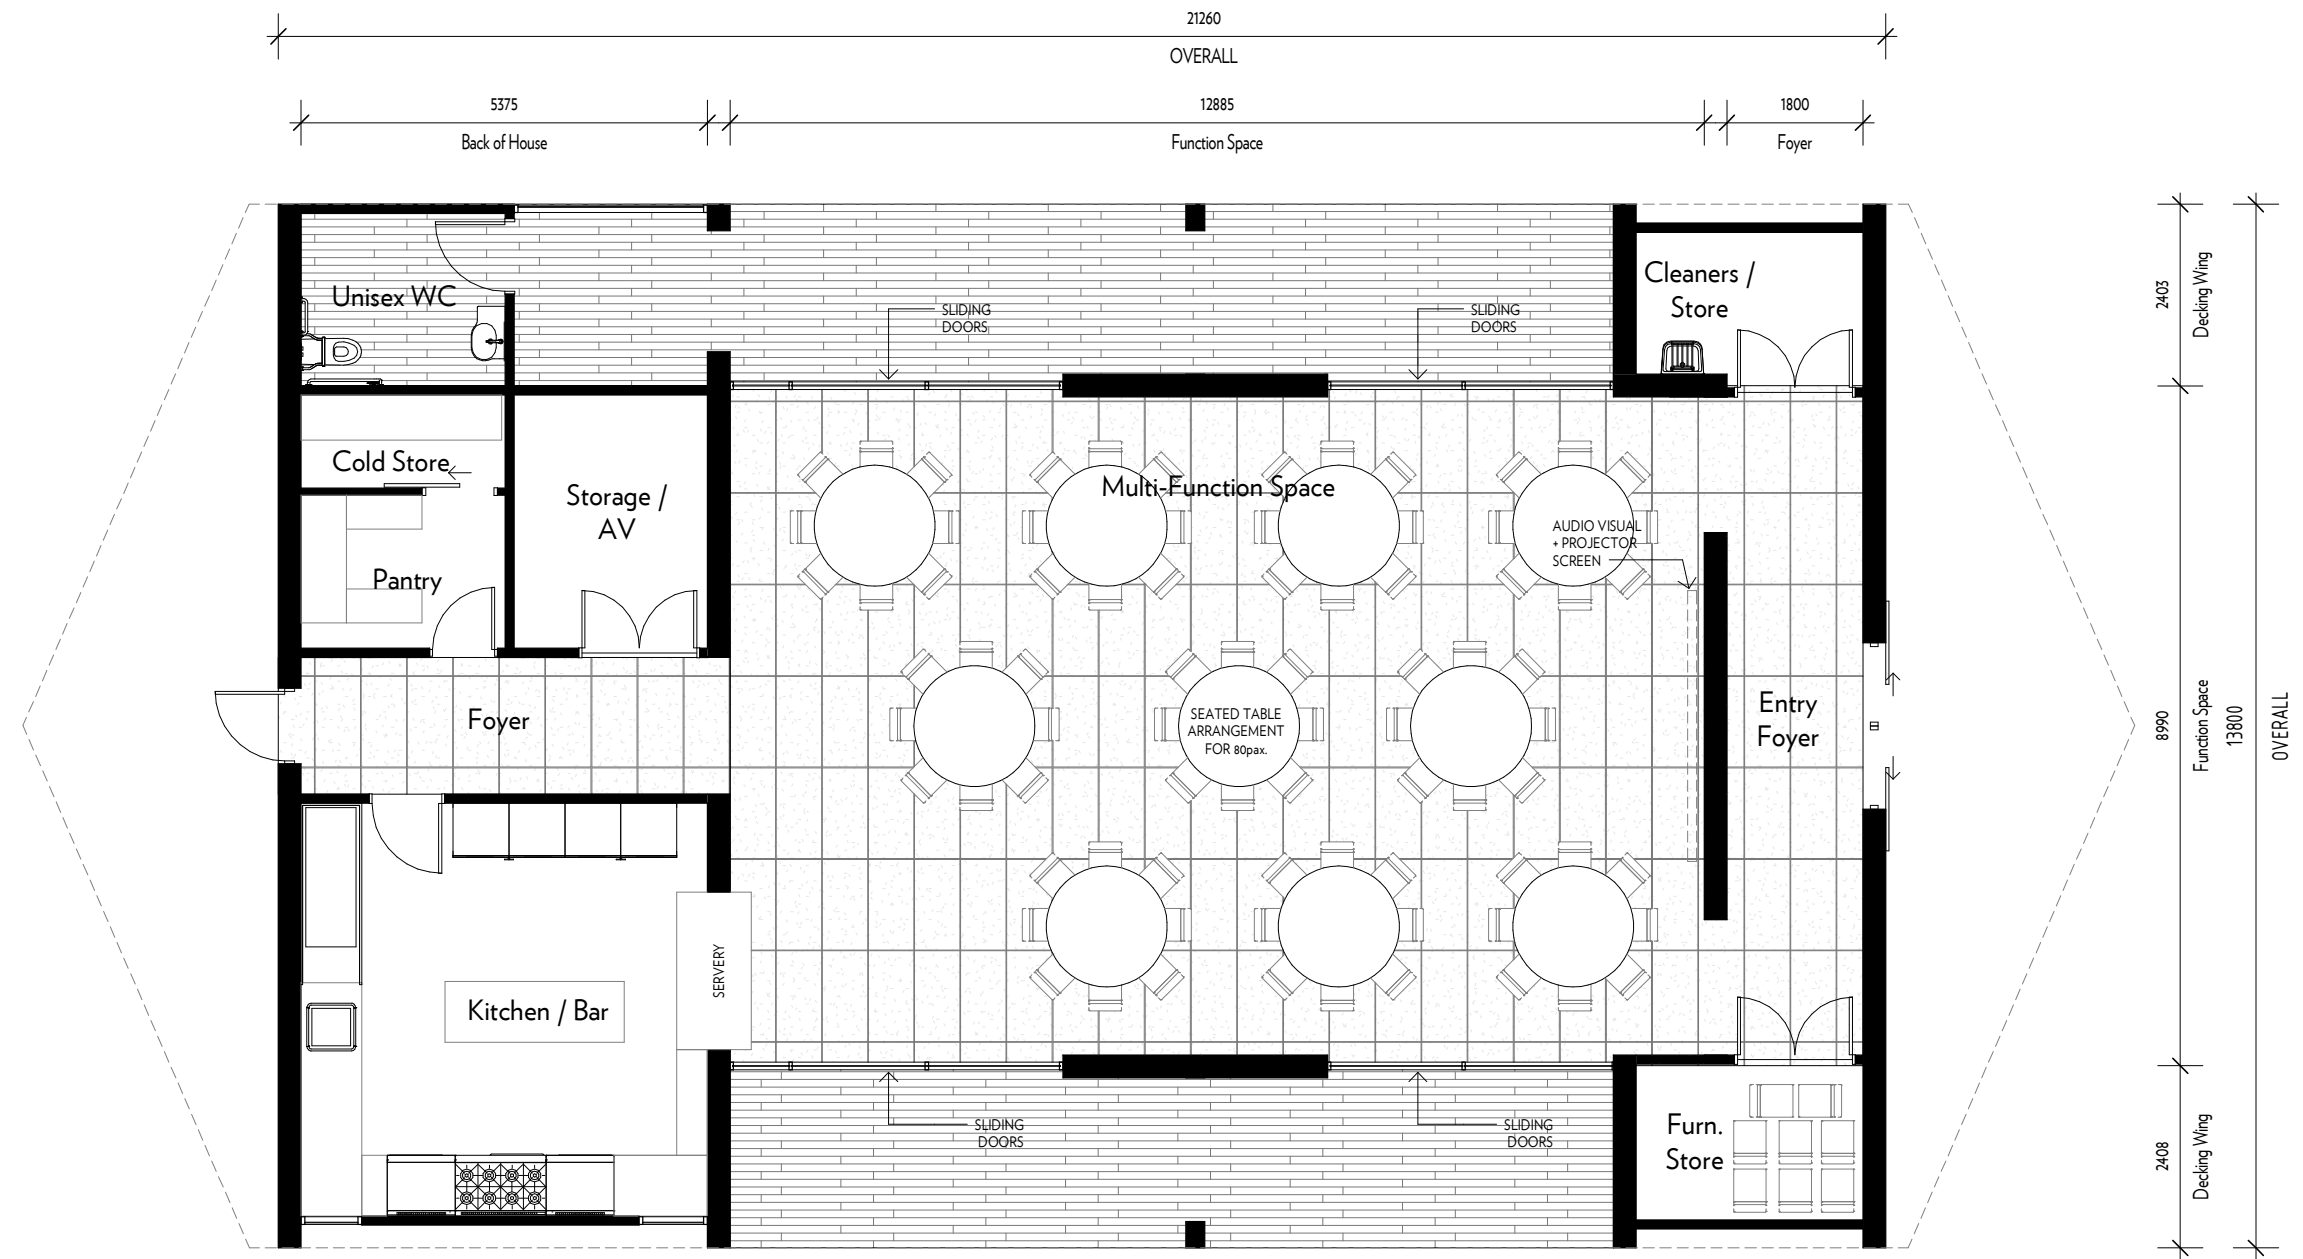 21260
OVERALL
5375
12885
1800
Back of House
Function Space
Foyer
Unisex WC
SLIDING
DOORS
SLIDING
DOORS
Cleaners /
Store
2403
Decking Wing
Cold Store
Storage /
AV
Multi-Function Space
AUDIO VISUAL
+ PROJECTOR
SCREEN
Pantry
Foyer
SEATED TABLE
ARRANGEMENT
FOR 80pax.
Entry
Foyer
8990
Function Space
13800
OVERALL
SERVERY
Kitchen / Bar
SLIDING
DOORS
SLIDING
DOORS
Furn.
Store
2408
Decking Wing